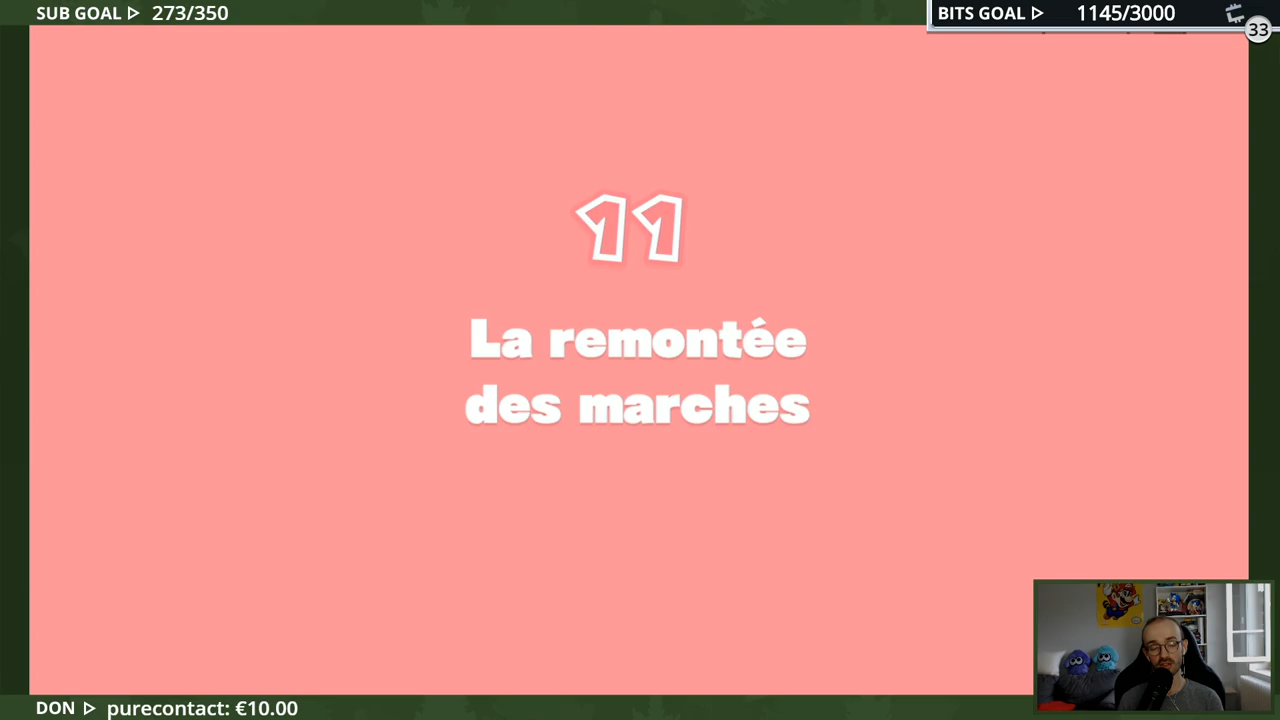 SUB GOAL ▷ 273/350
BITS GOAL ▷ 1145/3000
33
11
La remontée
des marches
DON ▷ purecontact: €10.00